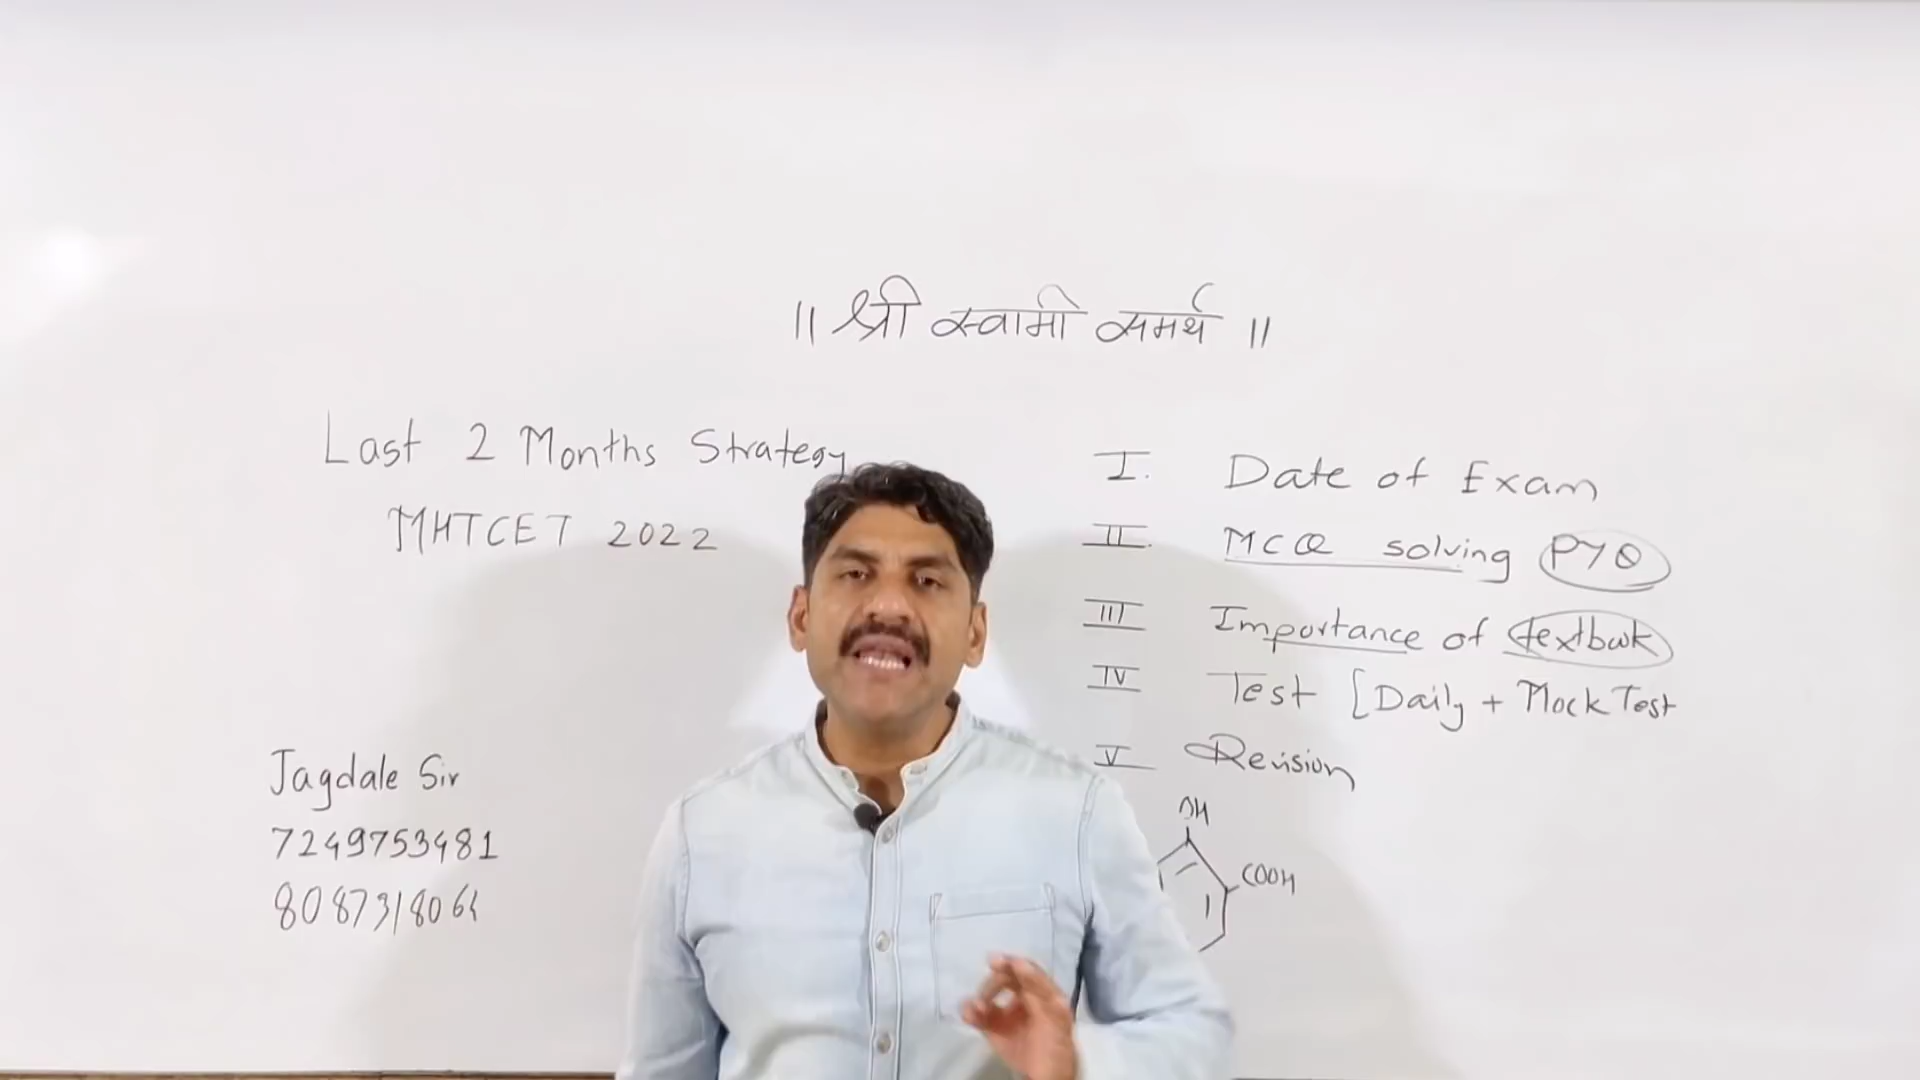 ॥ श्री स्वामी समर्थ ॥
Last 2 Months Strategy
MHTCET 2022
Jagdale Sir
7249753481
8087318064
I. Date of Exam
II. MCQ solving PYQ
III Importance of textbook
IV Test [Daily + Mock Test
V Revision
OH
COOH